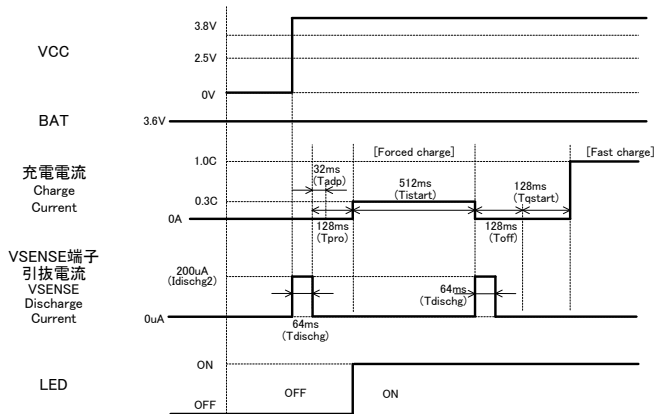 VCC
3.8V
2.5V
0V
BAT
3.6V
充電電流
Charge
Current
1.0C
0.3C
0A
[Forced charge]
[Fast charge]
32ms
(Tadp)
512ms
(Tistart)
128ms
(Tqstart)
128ms
(Tpro)
128ms
(Toff)
VSENSE端子
引抜電流
VSENSE
Discharge
Current
200uA
(Idischg2)
0uA
64ms
(Tdischg)
64ms
(Tdischg)
LED
ON
OFF
OFF
ON